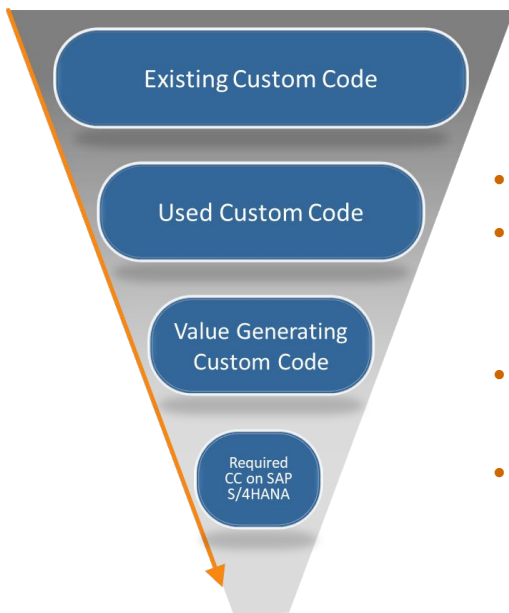 Existing Custom Code
Used Custom Code
Value Generating
Custom Code
Required
CC on SAP
S/4HANA